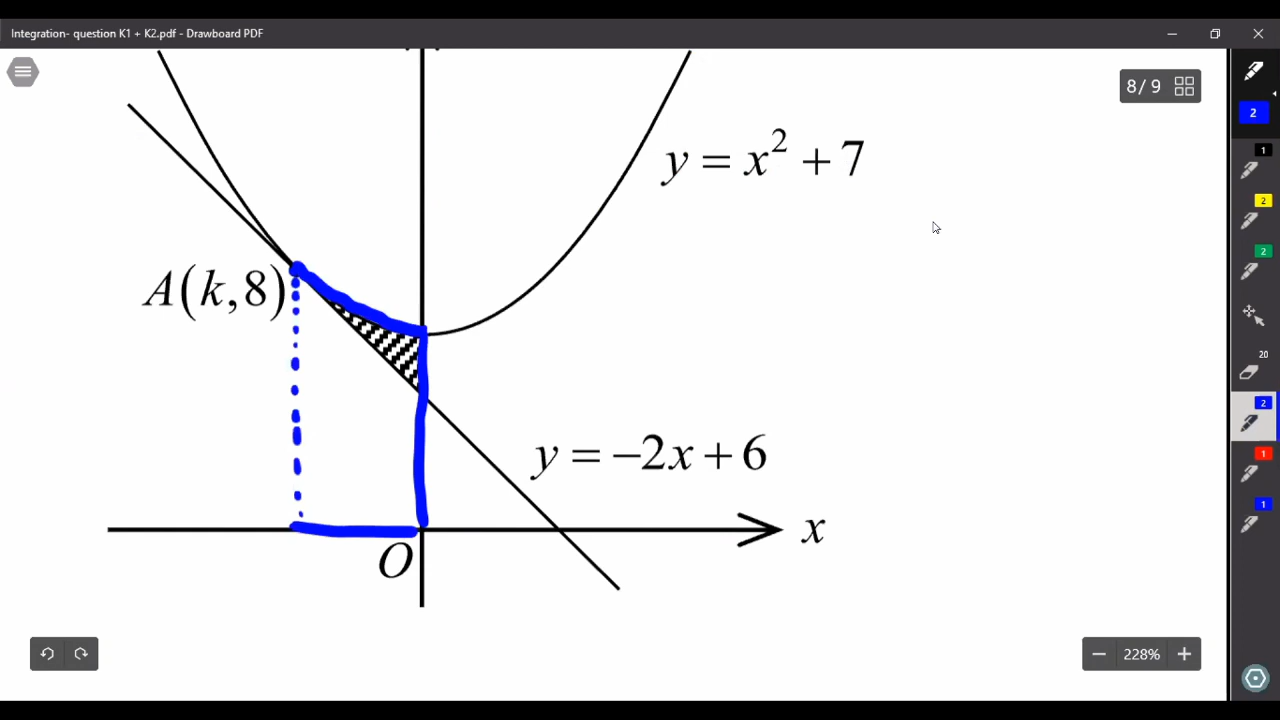 Integration- question K1 + K2.pdf - Drawboard PDF
8 / 9
2
y = x² + 7
1
2
A(k,8)
2
20
2
y = −2x + 6
1
x
1
O
228%